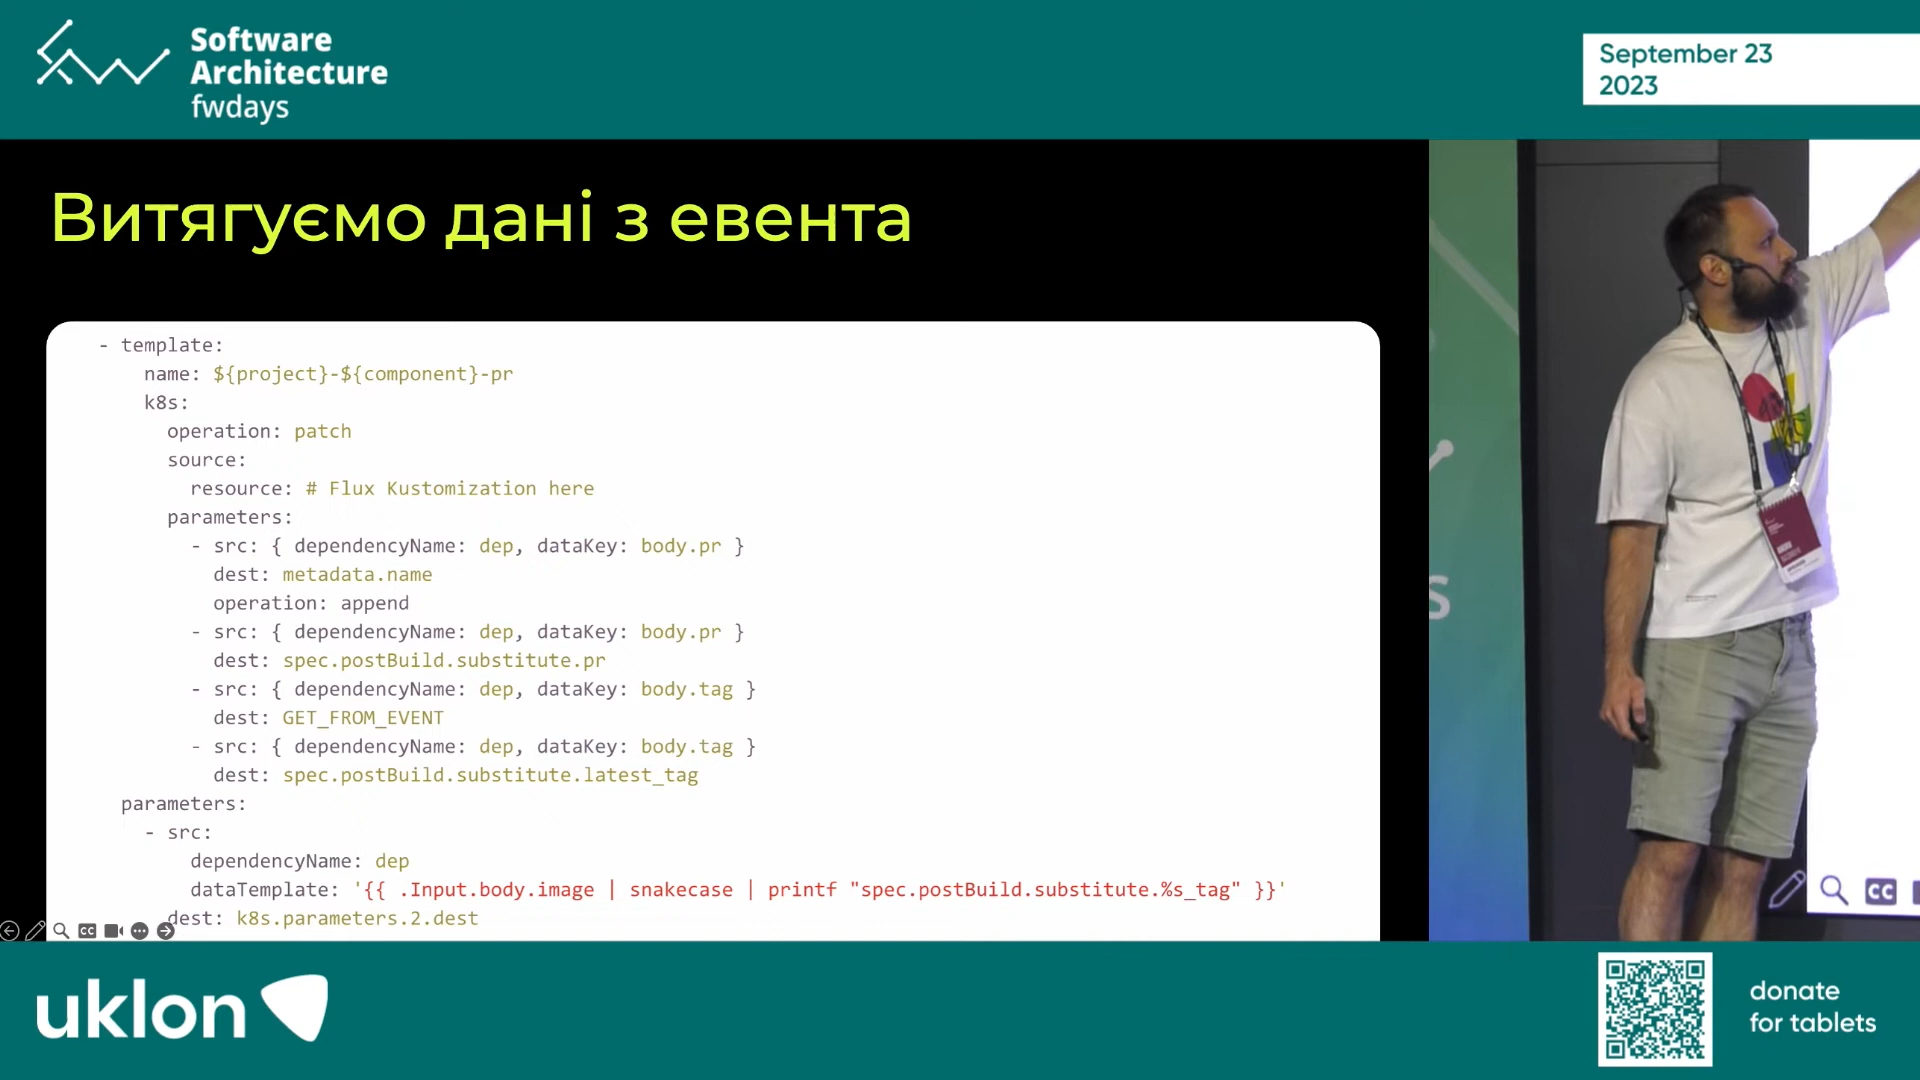 Software
Architecture
fwdays
September 23
2023
Витягуємо дані з евента
- template:
name: ${project}-${component}-pr
k8s:
operation: patch
source:
resource: # Flux Kustomization here
parameters:
- src: { dependencyName: dep, dataKey: body.pr }
dest: metadata.name
operation: append
- src: { dependencyName: dep, dataKey: body.pr }
dest: spec.postBuild.substitute.pr
- src: { dependencyName: dep, dataKey: body.tag }
dest: GET_FROM_EVENT
- src: { dependencyName: dep, dataKey: body.tag }
dest: spec.postBuild.substitute.latest_tag
parameters:
- src:
dependencyName: dep
dataTemplate: '{{ .Input.body.image | snakecase | printf "spec.postBuild.substitute.%s_tag" }}'
dest: k8s.parameters.2.dest
CC
s
CC
uklon
donate
for tablets